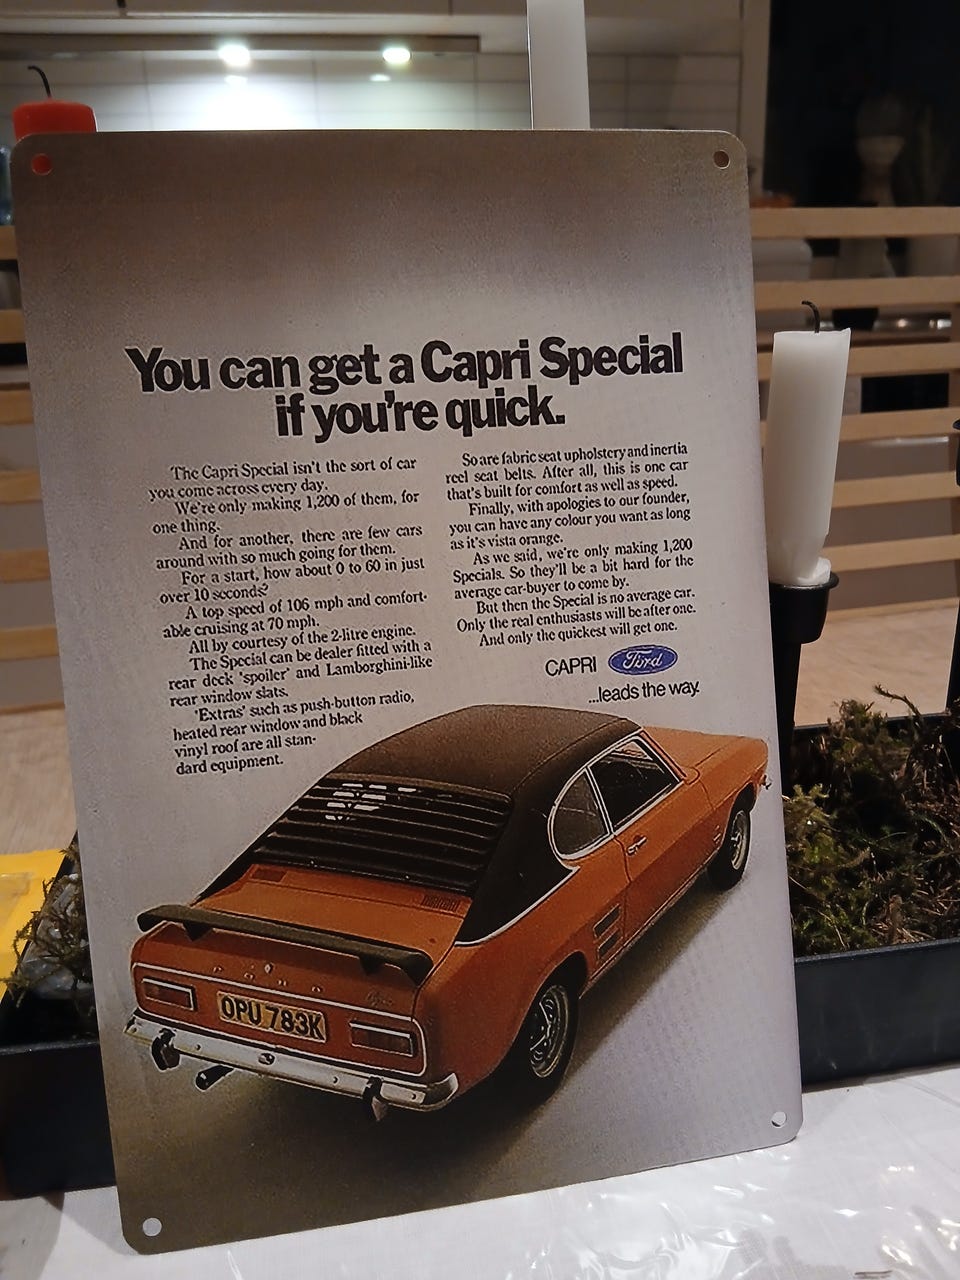 You can get a Capri Special
if you're quick.
The Capri Special isn't the sort of car
you come across every day.
We're only making 1,200 of them, for
one thing.
And for another, there are few cars
around with so much going for them.
For a start, how about 0 to 60 in just
over 10 seconds?
A top speed of 106 mph and comfort-
able cruising at 70 mph.
All by courtesy of the 2-litre engine.
The Special can be dealer fitted with a
rear deck 'spoiler' and Lamborghini-like
rear window slats.
'Extras' such as push-button radio,
heated rear window and black
vinyl roof are all stan-
dard equipment.
So are fabric seat upholstery and inertia
reel seat belts. After all, this is one car
that's built for comfort as well as speed.
Finally, with apologies to our founder,
you can have any colour you want as long
as it's vista orange.
As we said, we're only making 1,200
Specials. So they'll be a bit hard for the
average car-buyer to come by.
But then the Special is no average car.
Only the real enthusiasts will be after one.
And only the quickest will get one.
CAPRI Ford
...leads the way.
FORD
OPU 783K